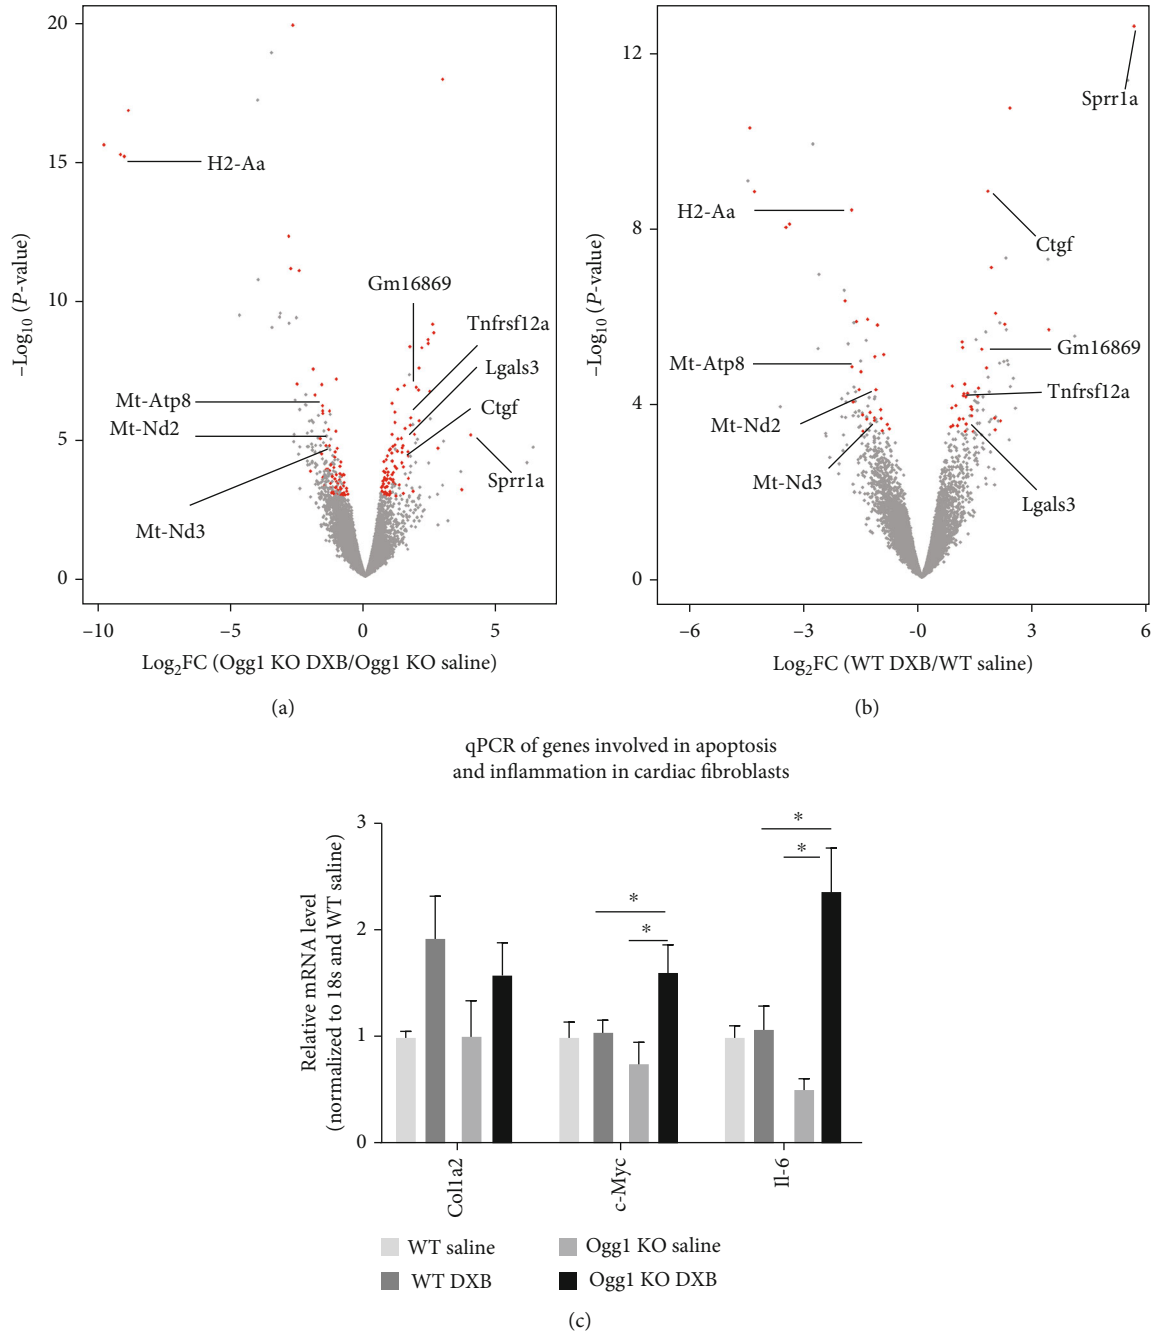 20
15
10
5
0
−Log10 (P-value)
H2-Aa
Gm16869
Tnfrsf12a
Lgals3
Ctgf
Sprr1a
Mt-Atp8
Mt-Nd2
Mt-Nd3
−10
−5
0
5
Log2FC (Ogg1 KO DXB/Ogg1 KO saline)
(a)
12
8
4
0
−Log10 (P-value)
Sprr1a
H2-Aa
Ctgf
Gm16869
Mt-Atp8
Tnfrsf12a
Mt-Nd2
Mt-Nd3
Lgals3
−6
−3
-0
3
6
Log2FC (WT DXB/WT saline)
(b)
qPCR of genes involved in apoptosis
and inflammation in cardiac fibroblasts
Relative mRNA level
(normalized to 18s and WT saline)
3
2
1
0
*
*
*
*
Col1a2
c-Myc
Il-6
WT saline
Ogg1 KO saline
WT DXB
Ogg1 KO DXB
(c)